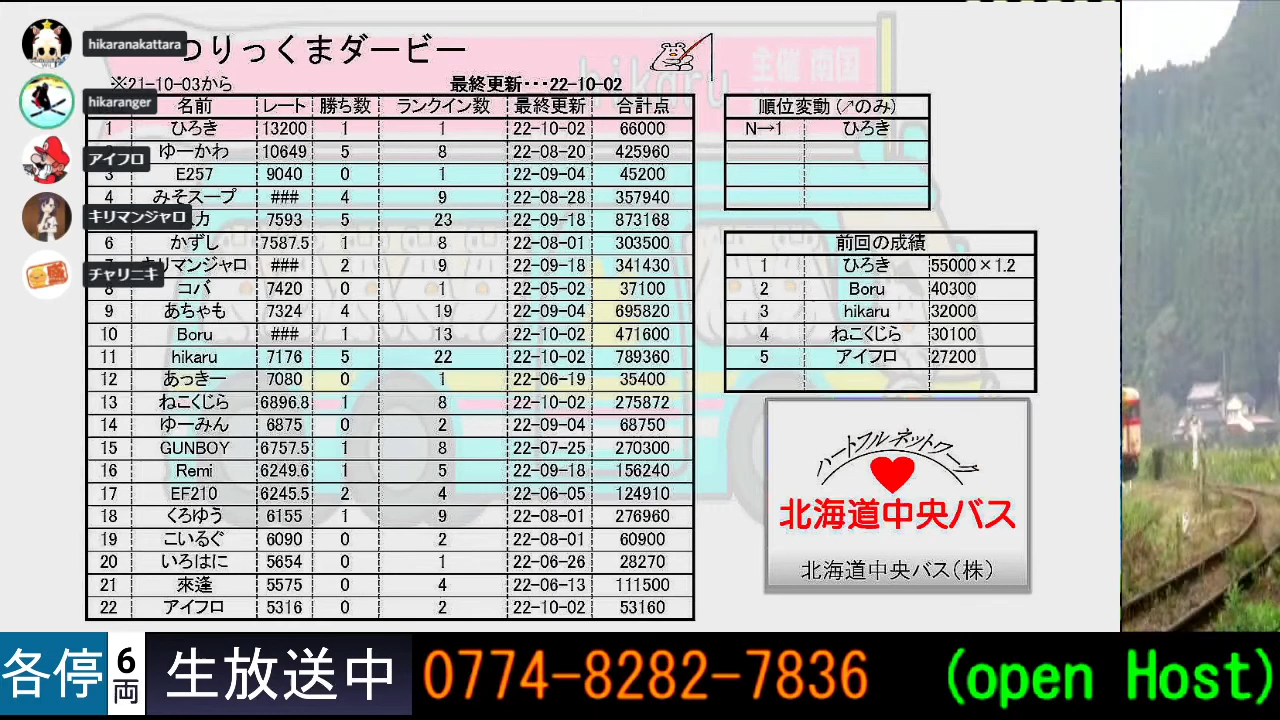 hikaranakattara
つりっくまダービー
※21-10-03から
最終更新･･･22-10-02
hikaranger
名前 レート 勝ち数 ランクイン数 最終更新 合計点
1 ひろき 13200 1 1 22-10-02 66000
ゆーかわ 10649 5 8 22-08-20 425960
アイフロ
3 E257 9040 0 1 22-09-04 45200
4 みそスープ ### 4 9 22-08-28 357940
キリマンジャロ
力 7593 5 23 22-09-18 873168
6 かずし 7587.5 1 8 22-08-01 303500
キリマンジャロ ### 2 9 22-09-18 341430
チャリニキ
8 コバ 7420 0 1 22-05-02 37100
9 あちゃも 7324 4 19 22-09-04 695820
10 Boru ### 1 13 22-10-02 471600
11 hikaru 7176 5 22 22-10-02 789360
12 あっきー 7080 0 1 22-06-19 35400
13 ねこくじら 6896.8 1 8 22-10-02 275872
14 ゆーみん 6875 0 2 22-09-04 68750
15 GUNBOY 6757.5 1 8 22-07-25 270300
16 Remi 6249.6 1 5 22-09-18 156240
17 EF210 6245.5 2 4 22-06-05 124910
18 くろゆう 6155 1 9 22-08-01 276960
19 こいるぐ 6090 0 2 22-08-01 60900
20 いろはに 5654 0 1 22-06-26 28270
21 來逢 5575 0 4 22-06-13 111500
22 アイフロ 5316 0 2 22-10-02 53160
主催 南国
hikaru
順位変動（↗のみ）
N→1 ひろき
前回の成績
1 ひろき 55000×1.2
2 Boru 40300
3 hikaru 32000
4 ねこくじら 30100
5 アイフロ 27200
ハートフルネットワーク
北海道中央バス
北海道中央バス（株）
各停 6両 生放送中 0774-8282-7836 (open Host)